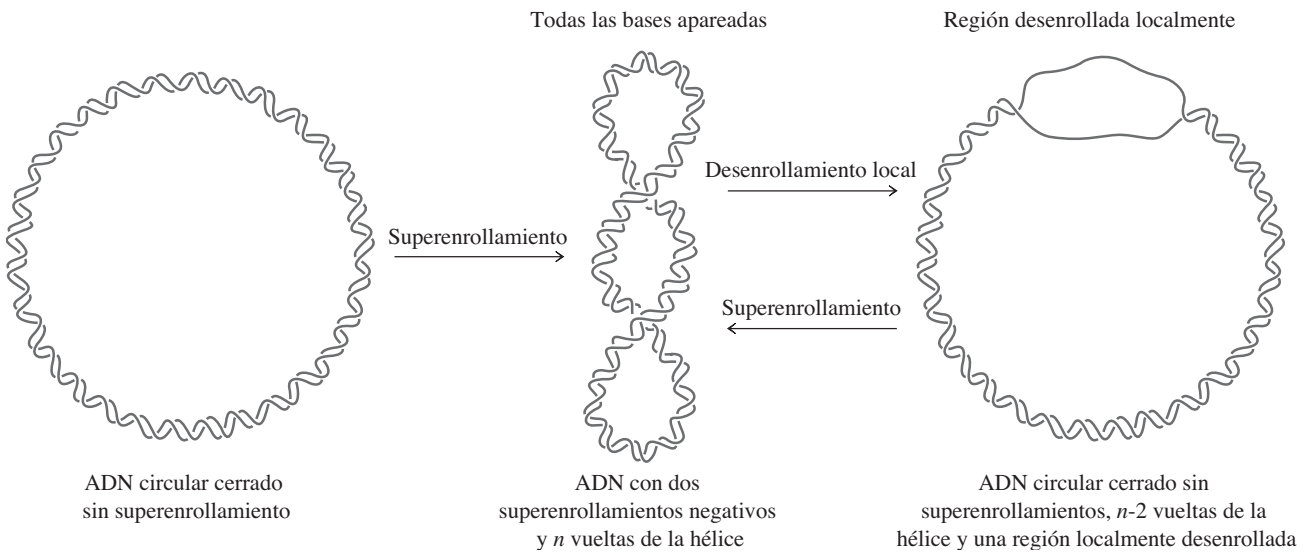 Todas las bases apareadas
Región desenrollada localmente
Desenrollamiento local
Superenrollamiento
Superenrollamiento
ADN circular cerrado
sin superenrollamiento
ADN con dos
superenrollamientos negativos
y n vueltas de la hélice
ADN circular cerrado sin
superenrollamientos, n-2 vueltas de la
hélice y una región localmente desenrollada